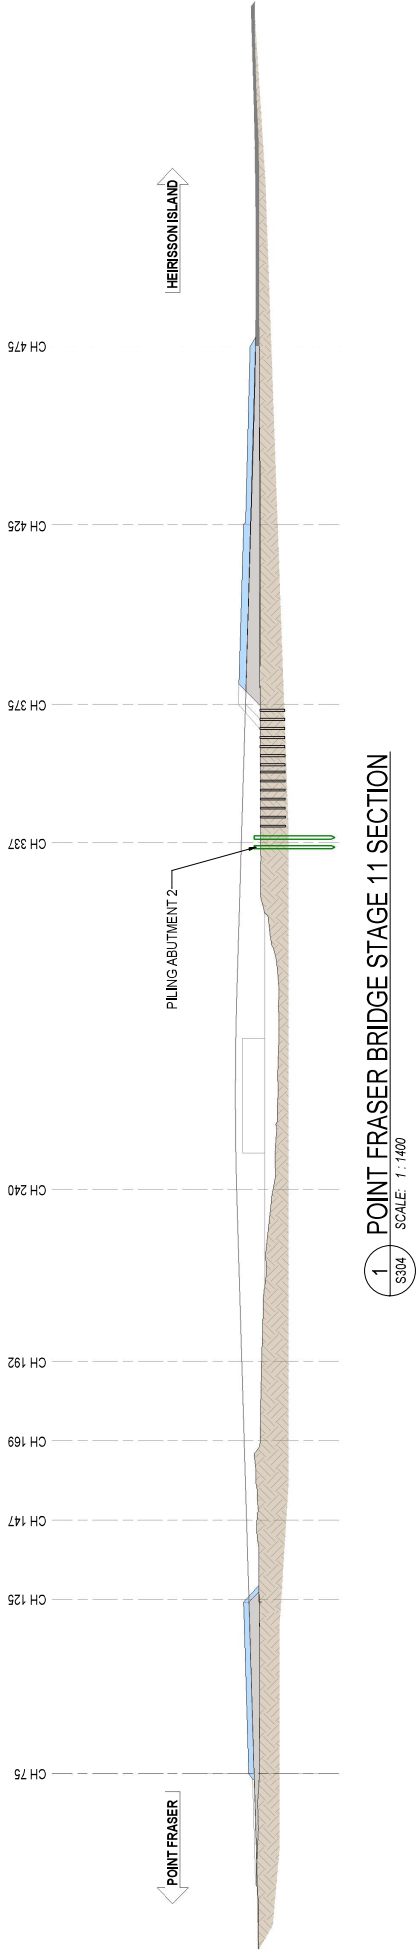 CH 75
CH 125
CH 147
CH 169
CH 192
CH 240
CH 337
CH 375
CH 425
CH 475
POINT FRASER
PILING ABUTMENT 2
HEIRISSON ISLAND
1
S304
POINT FRASER BRIDGE STAGE 11 SECTION
SCALE: 1 : 1400